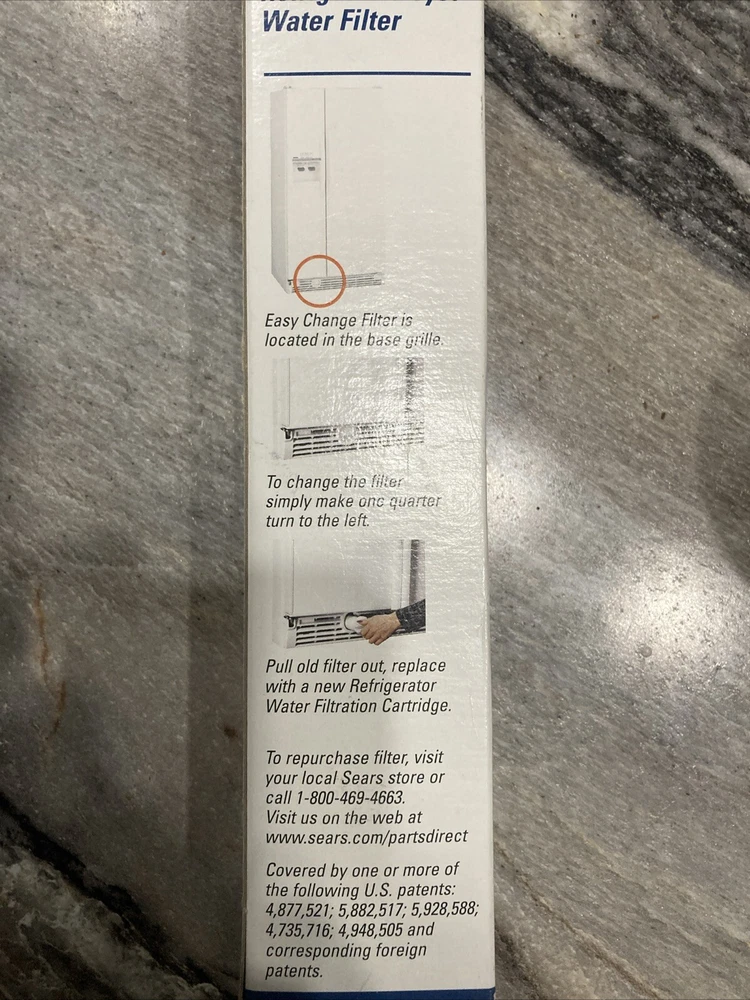 Water Filter
Easy Change Filter is
located in the base grille.
To change the filter
simply make one quarter
turn to the left.
Pull old filter out, replace
with a new Refrigerator
Water Filtration Cartridge.
To repurchase filter, visit
your local Sears store or
call 1-800-469-4663.
Visit us on the web at
www.sears.com/partsdirect
Covered by one or more of
the following U.S. patents:
4,877,521; 5,882,517; 5,928,588;
4,735,716; 4,948,505 and
corresponding foreign
patents.